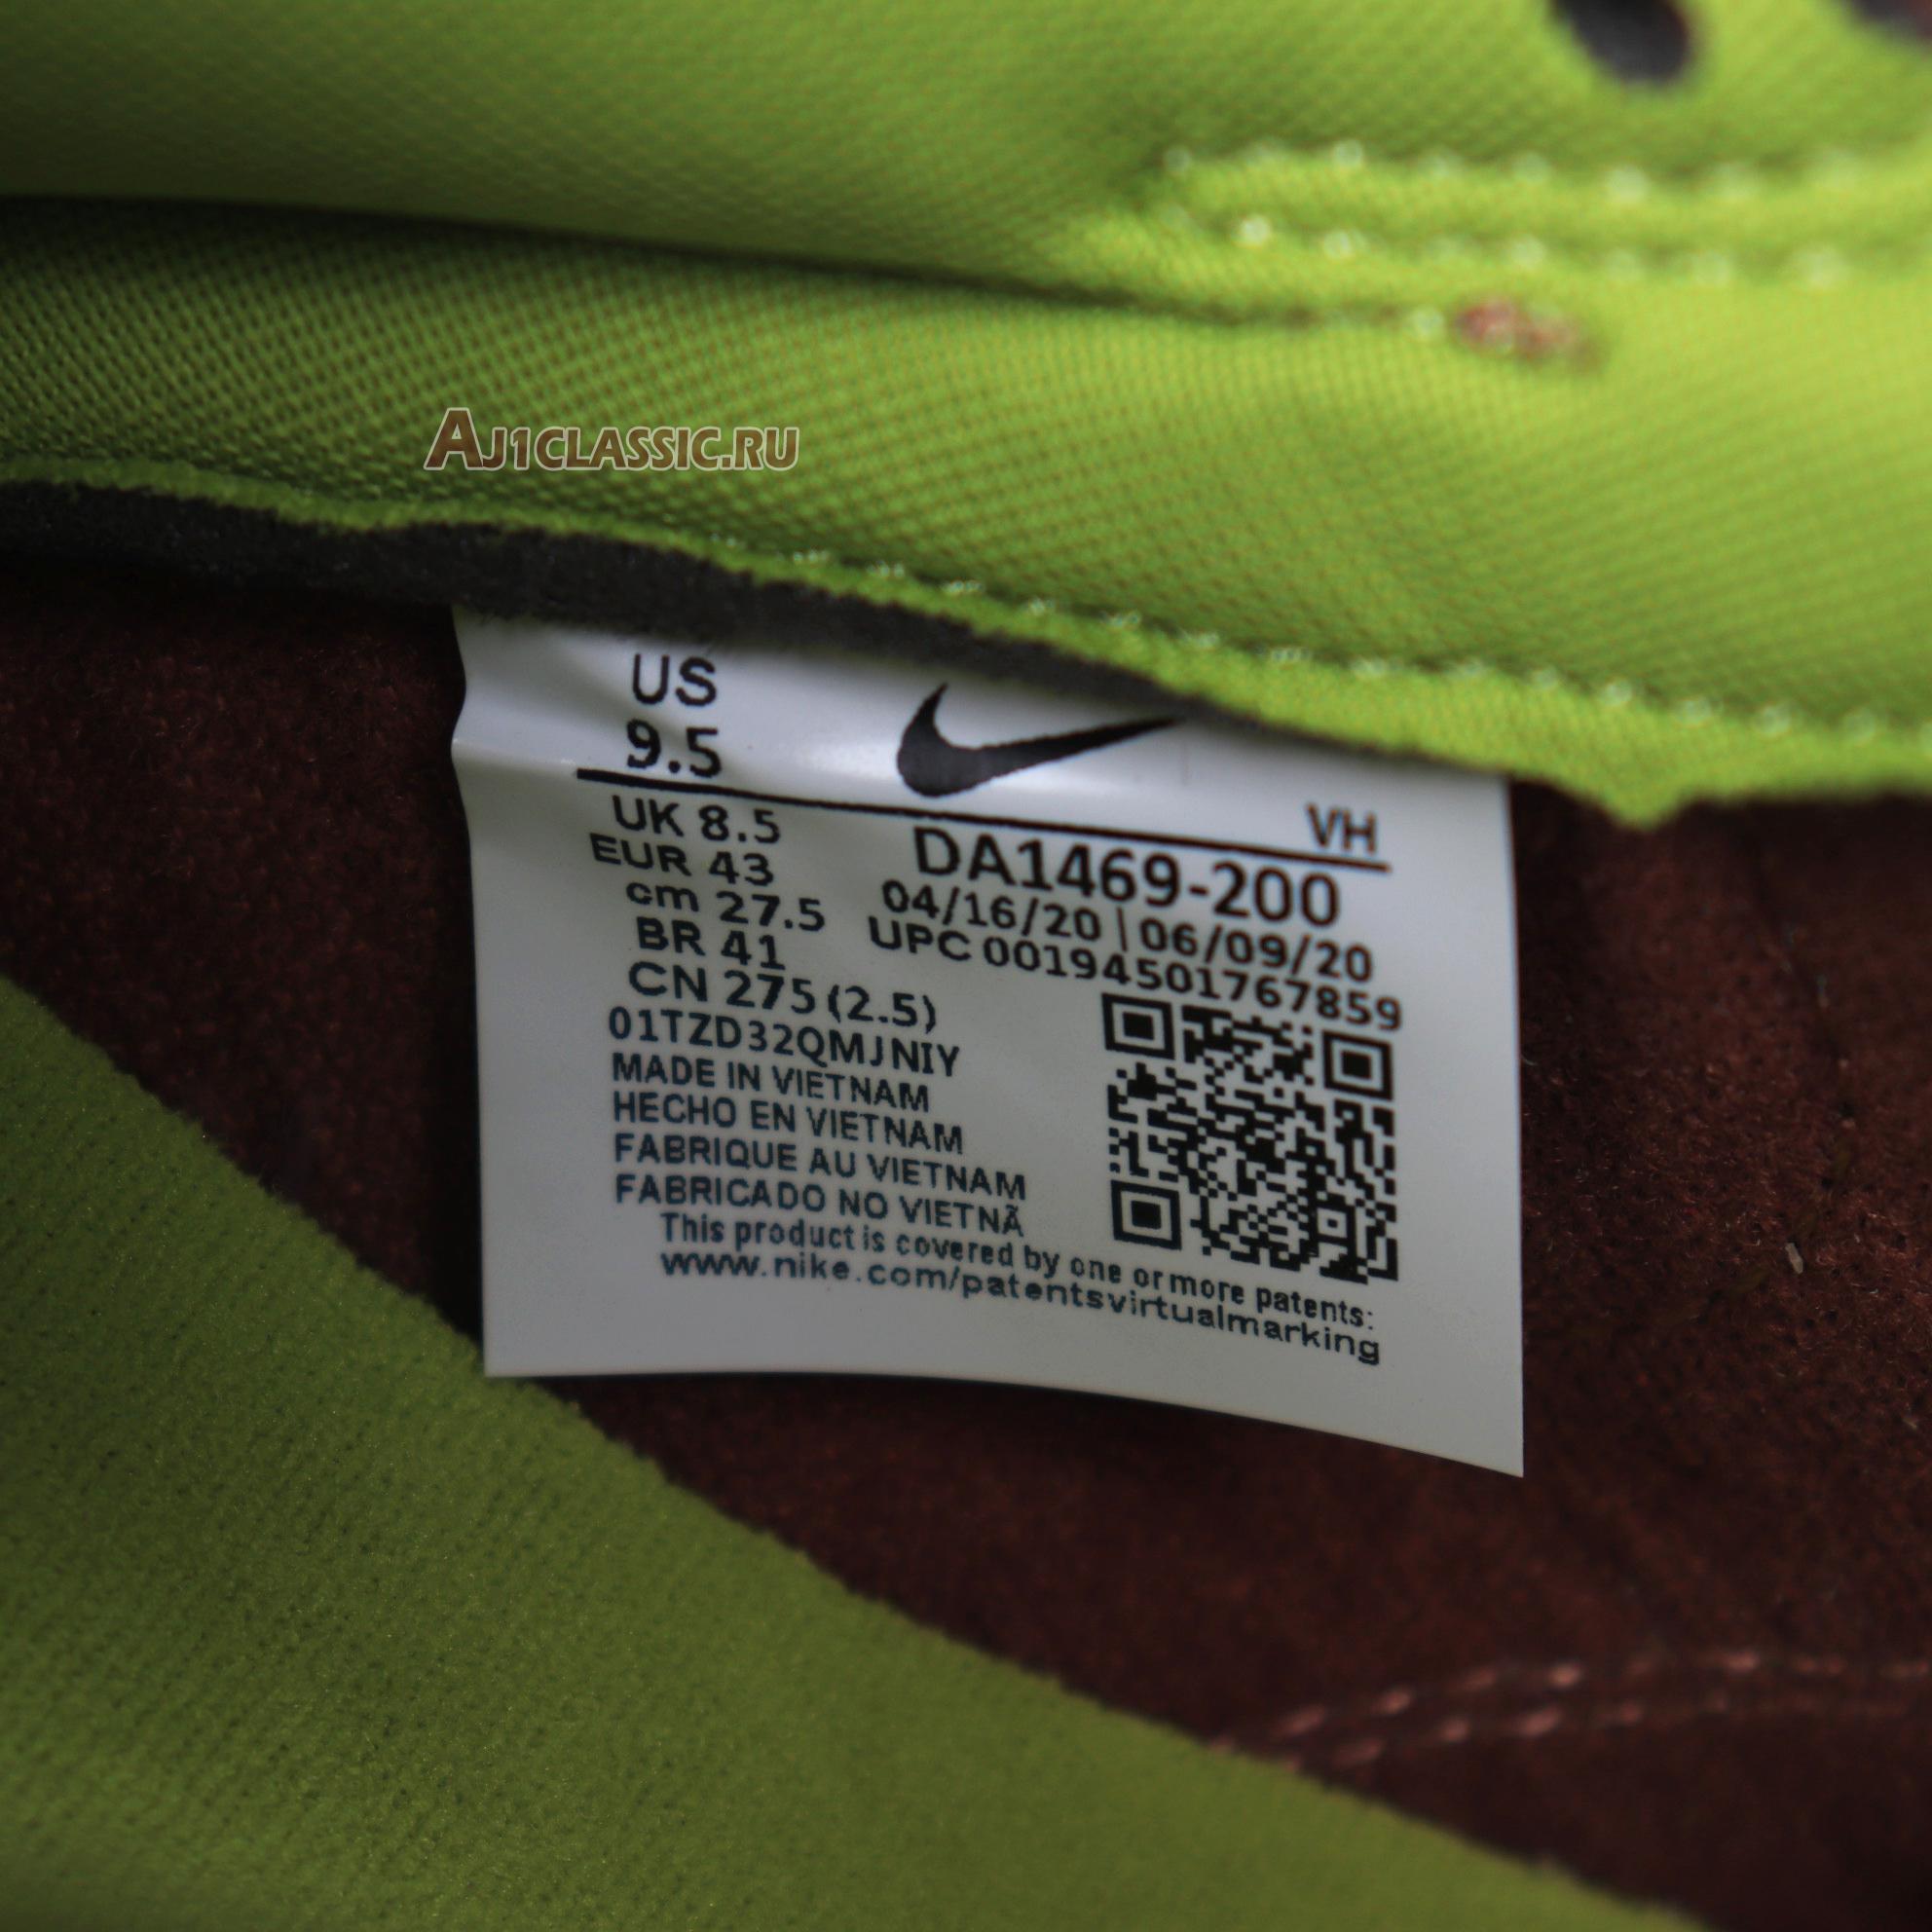 AJ1CLASSIC.RU
US
9.5
VH
UK 8.5
EUR 43
cm 27.5
BR 41
CN 275 (2.5)
DA1469-200
04/16/20 | 06/09/20
UPC 00194501767859
01TZD32QMJNIY
MADE IN VIETNAM
HECHO EN VIETNAM
FABRIQUE AU VIETNAM
FABRICADO NO VIETNÃ
This product is covered by one or more patents:
www.nike.com/patentsvirtualmarking